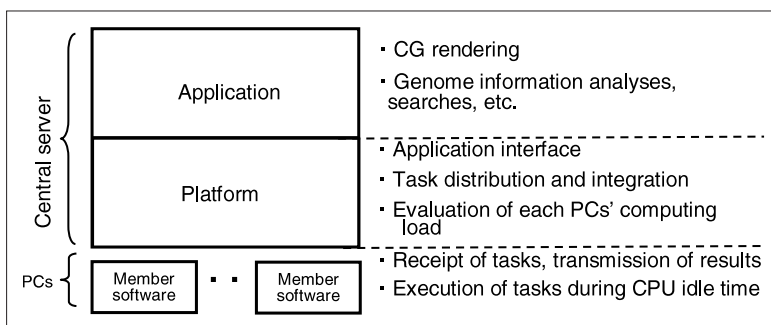 Central server
Application
· CG rendering
· Genome information analyses,
searches, etc.
Platform
· Application interface
· Task distribution and integration
· Evaluation of each PCs' computing
load
PCs
Member
software
· ·
Member
software
· Receipt of tasks, transmission of results
· Execution of tasks during CPU idle time